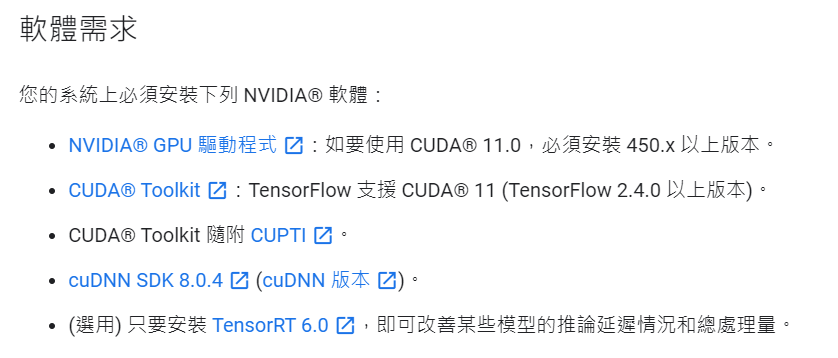 軟體需求
您的系統上必須安裝下列 NVIDIA® 軟體：
• NVIDIA® GPU 驅動程式：如要使用 CUDA® 11.0，必須安裝 450.x 以上版本。
• CUDA® Toolkit：TensorFlow 支援 CUDA® 11 (TensorFlow 2.4.0 以上版本)。
• CUDA® Toolkit 隨附 CUPTI。
• cuDNN SDK 8.0.4 (cuDNN 版本)。
• (選用) 只要安裝 TensorRT 6.0，即可改善某些模型的推論延遲情況和總處理量。